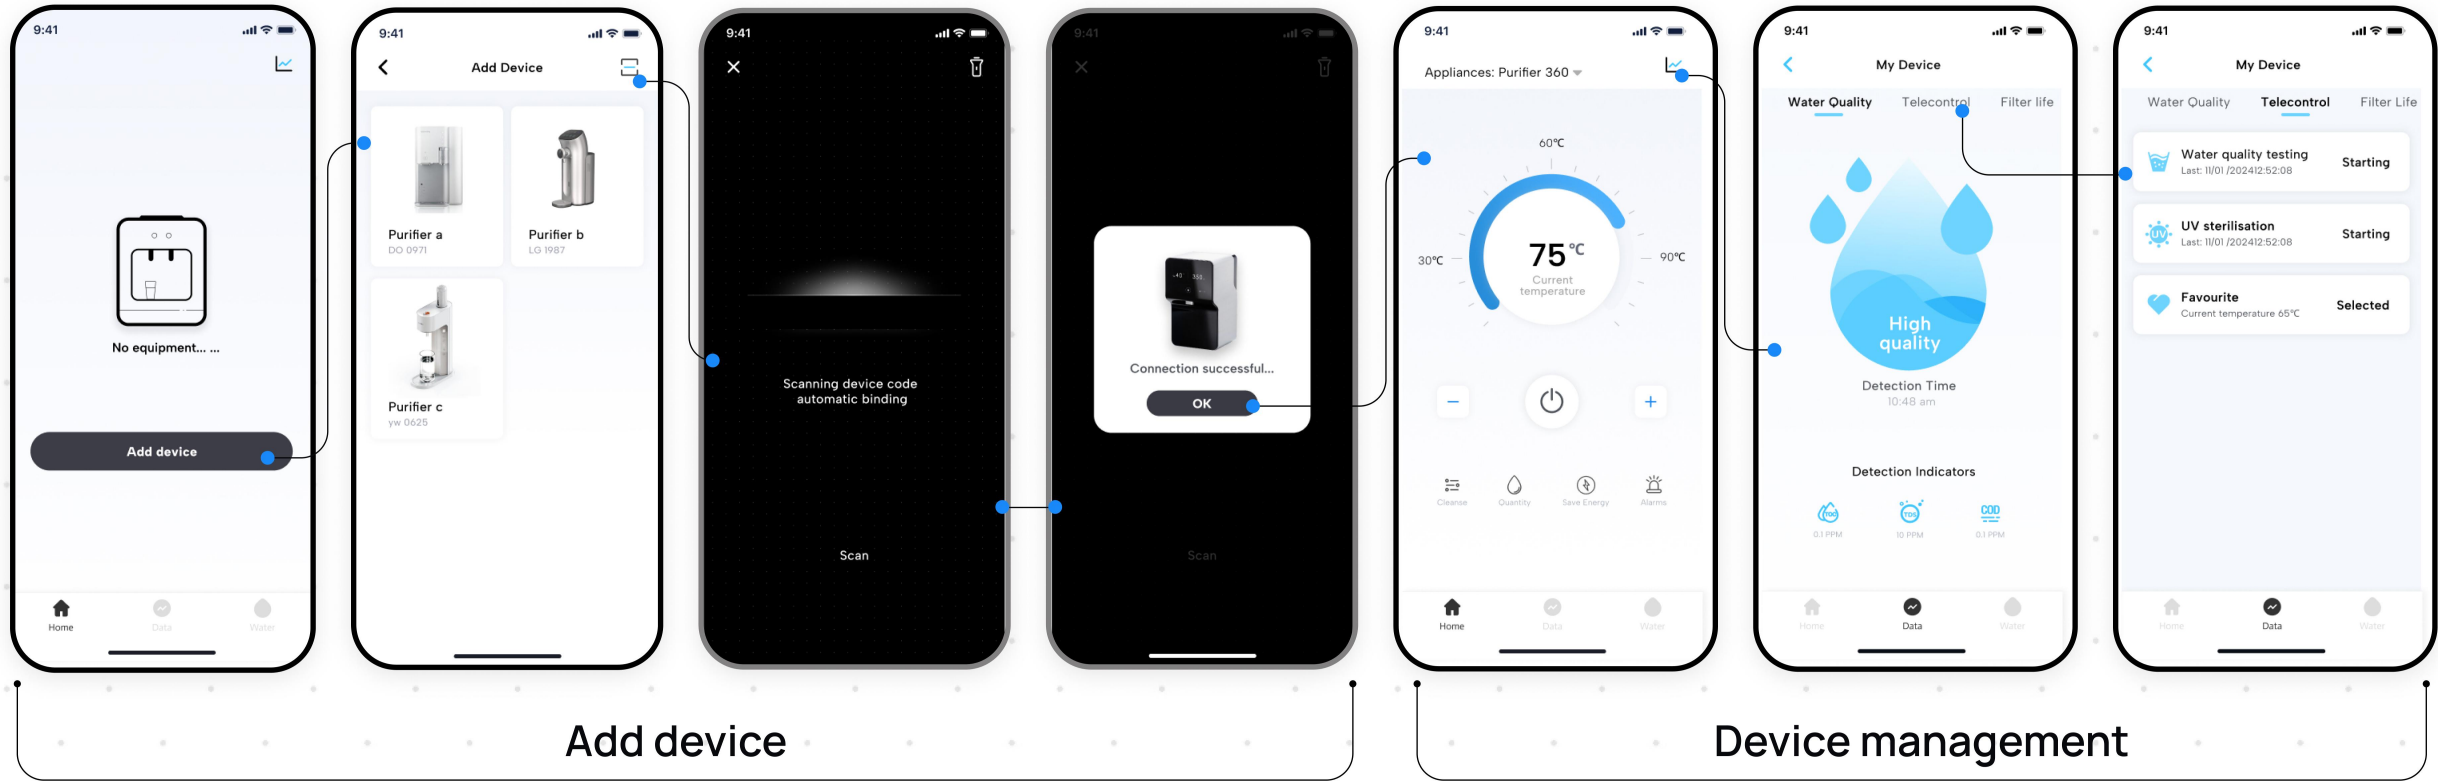 9:41
No equipment... ...
Add device
Home
Data
Water
9:41
Add Device
Purifier a
DO 0971
Purifier b
LG 1987
Purifier c
yw 0625
9:41
Scanning device code
automatic binding
Scan
9:41
Connection successful...
OK
Scan
9:41
Appliances: Purifier 360
60°C
30°C
90°C
75 °C
Current
temperature
Cleanse
Quantity
Save Energy
Alarms
Home
Data
Water
9:41
My Device
Water Quality Telecontrol Filter life
High
quality
Detection Time
10:48 am
Detection Indicators
TOC
TDS
COD
0.1 PPM
10 PPM
0.1 PPM
Home
Data
Water
9:41
My Device
Water Quality Telecontrol Filter Life
Water quality testing
Last: 11/01 /202412:52:08
Starting
UV
UV sterilisation
Last: 11/01 /202412:52:08
Starting
Favourite
Current temperature 65°C
Selected
Home
Data
Water
Add device
Device management